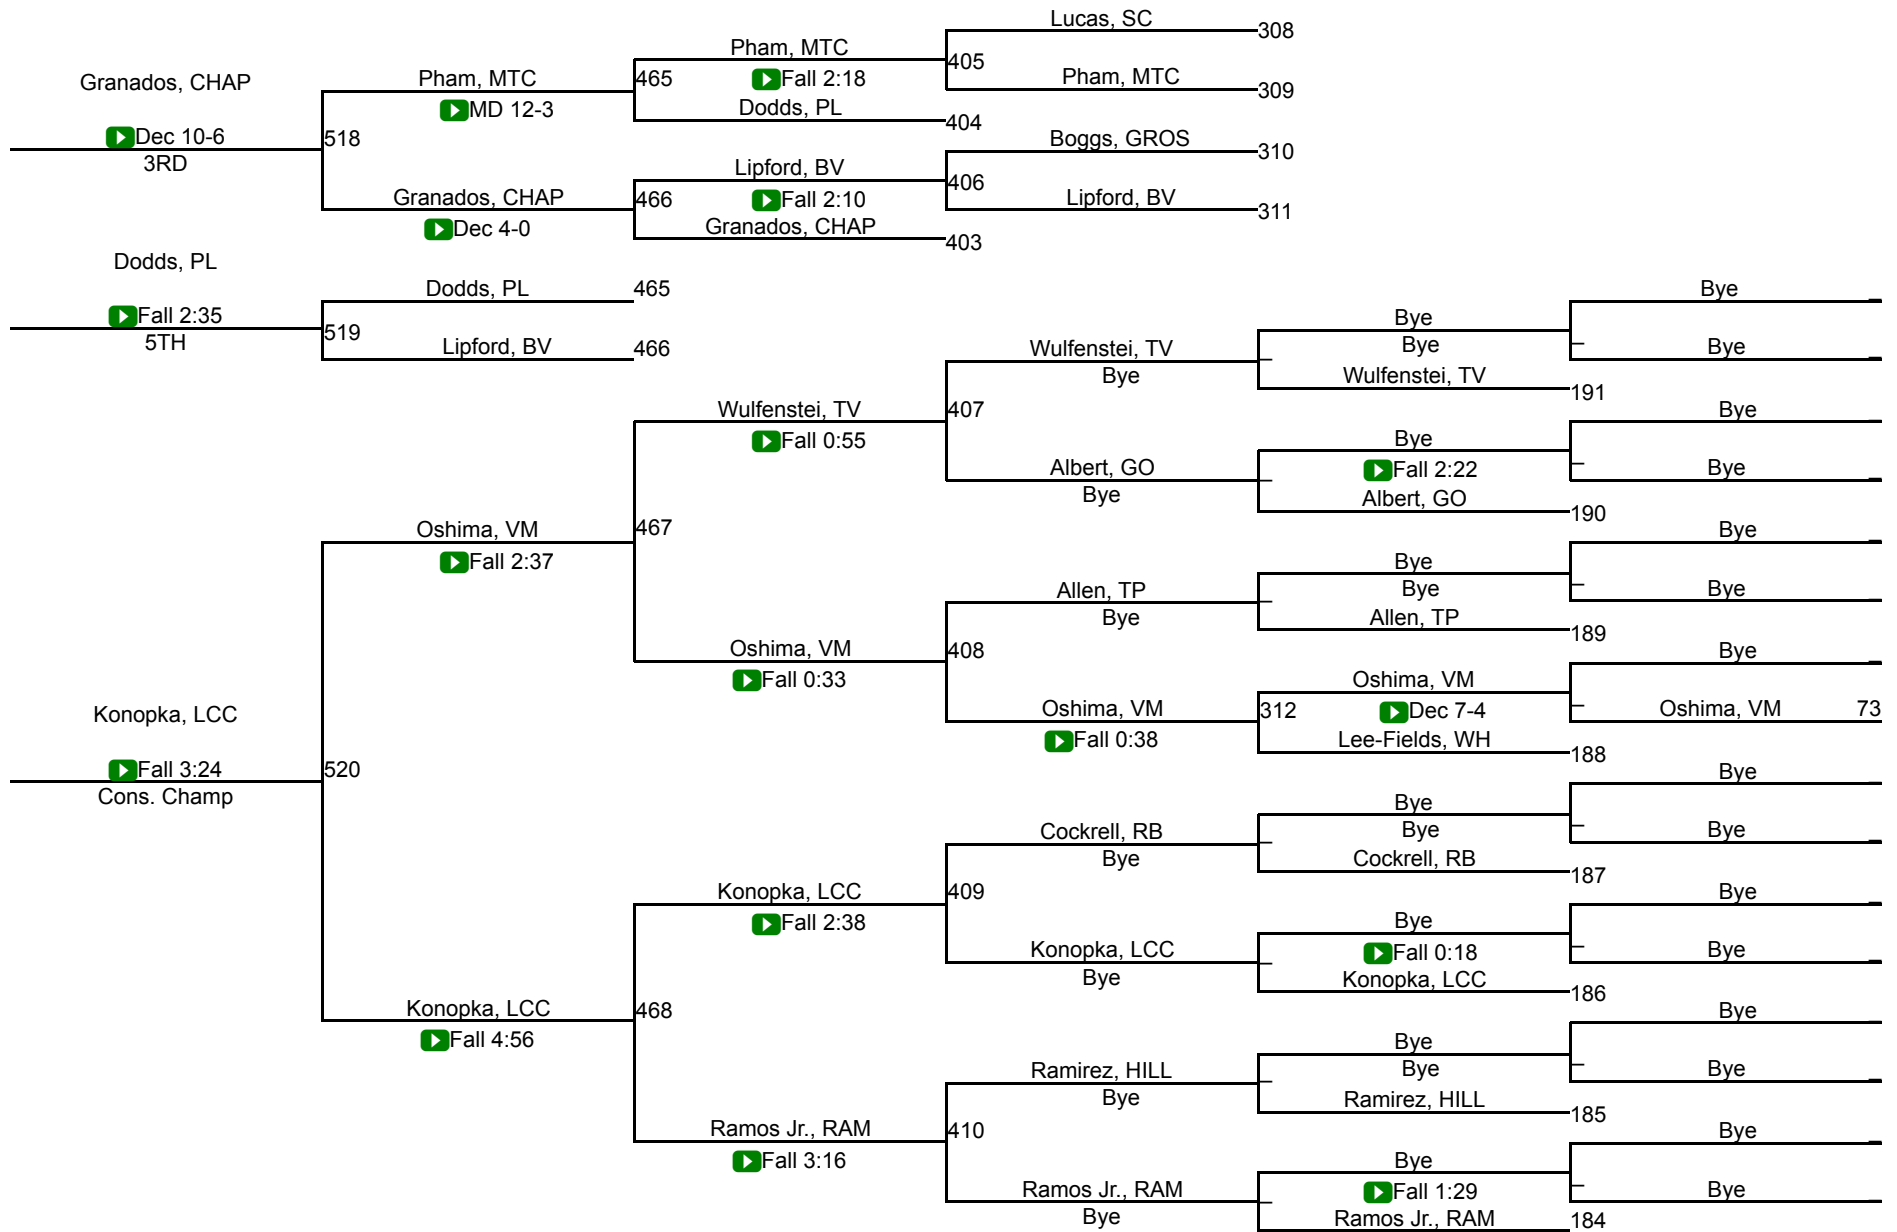 Lucas, SC
308
Pham, MTC
405
Granados, CHAP
Pham, MTC
465
Fall 2:18
Pham, MTC
309
MD 12-3
Dodds, PL
404
Dec 10-6
518
Boggs, GROS
310
3RD
Lipford, BV
406
Granados, CHAP
466
Fall 2:10
Lipford, BV
311
Dec 4-0
Granados, CHAP
403
Dodds, PL
Dodds, PL
465
Bye
Fall 2:35
519
Bye
5TH
Lipford, BV
466
Wulfenstei, TV
Bye
Bye
Bye
Wulfenstei, TV
191
Wulfenstei, TV
407
Bye
Fall 0:55
Bye
Albert, GO
Fall 2:22
Bye
Bye
Albert, GO
190
Oshima, VM
467
Bye
Fall 2:37
Bye
Allen, TP
Bye
Bye
Bye
Allen, TP
189
Oshima, VM
408
Bye
Fall 0:33
Oshima, VM
Konopka, LCC
Oshima, VM
312
Dec 7-4
Oshima, VM
73
Fall 0:38
Lee-Fields, WH
188
Fall 3:24
520
Bye
Cons. Champ
Bye
Cockrell, RB
Bye
Bye
Bye
Cockrell, RB
187
Konopka, LCC
409
Bye
Fall 2:38
Bye
Konopka, LCC
Fall 0:18
Bye
Bye
Konopka, LCC
186
Konopka, LCC
468
Bye
Fall 4:56
Bye
Ramirez, HILL
Bye
Bye
Bye
Ramirez, HILL
185
Ramos Jr., RAM
410
Bye
Fall 3:16
Bye
Ramos Jr., RAM
Fall 1:29
Bye
Bye
Ramos Jr., RAM
184